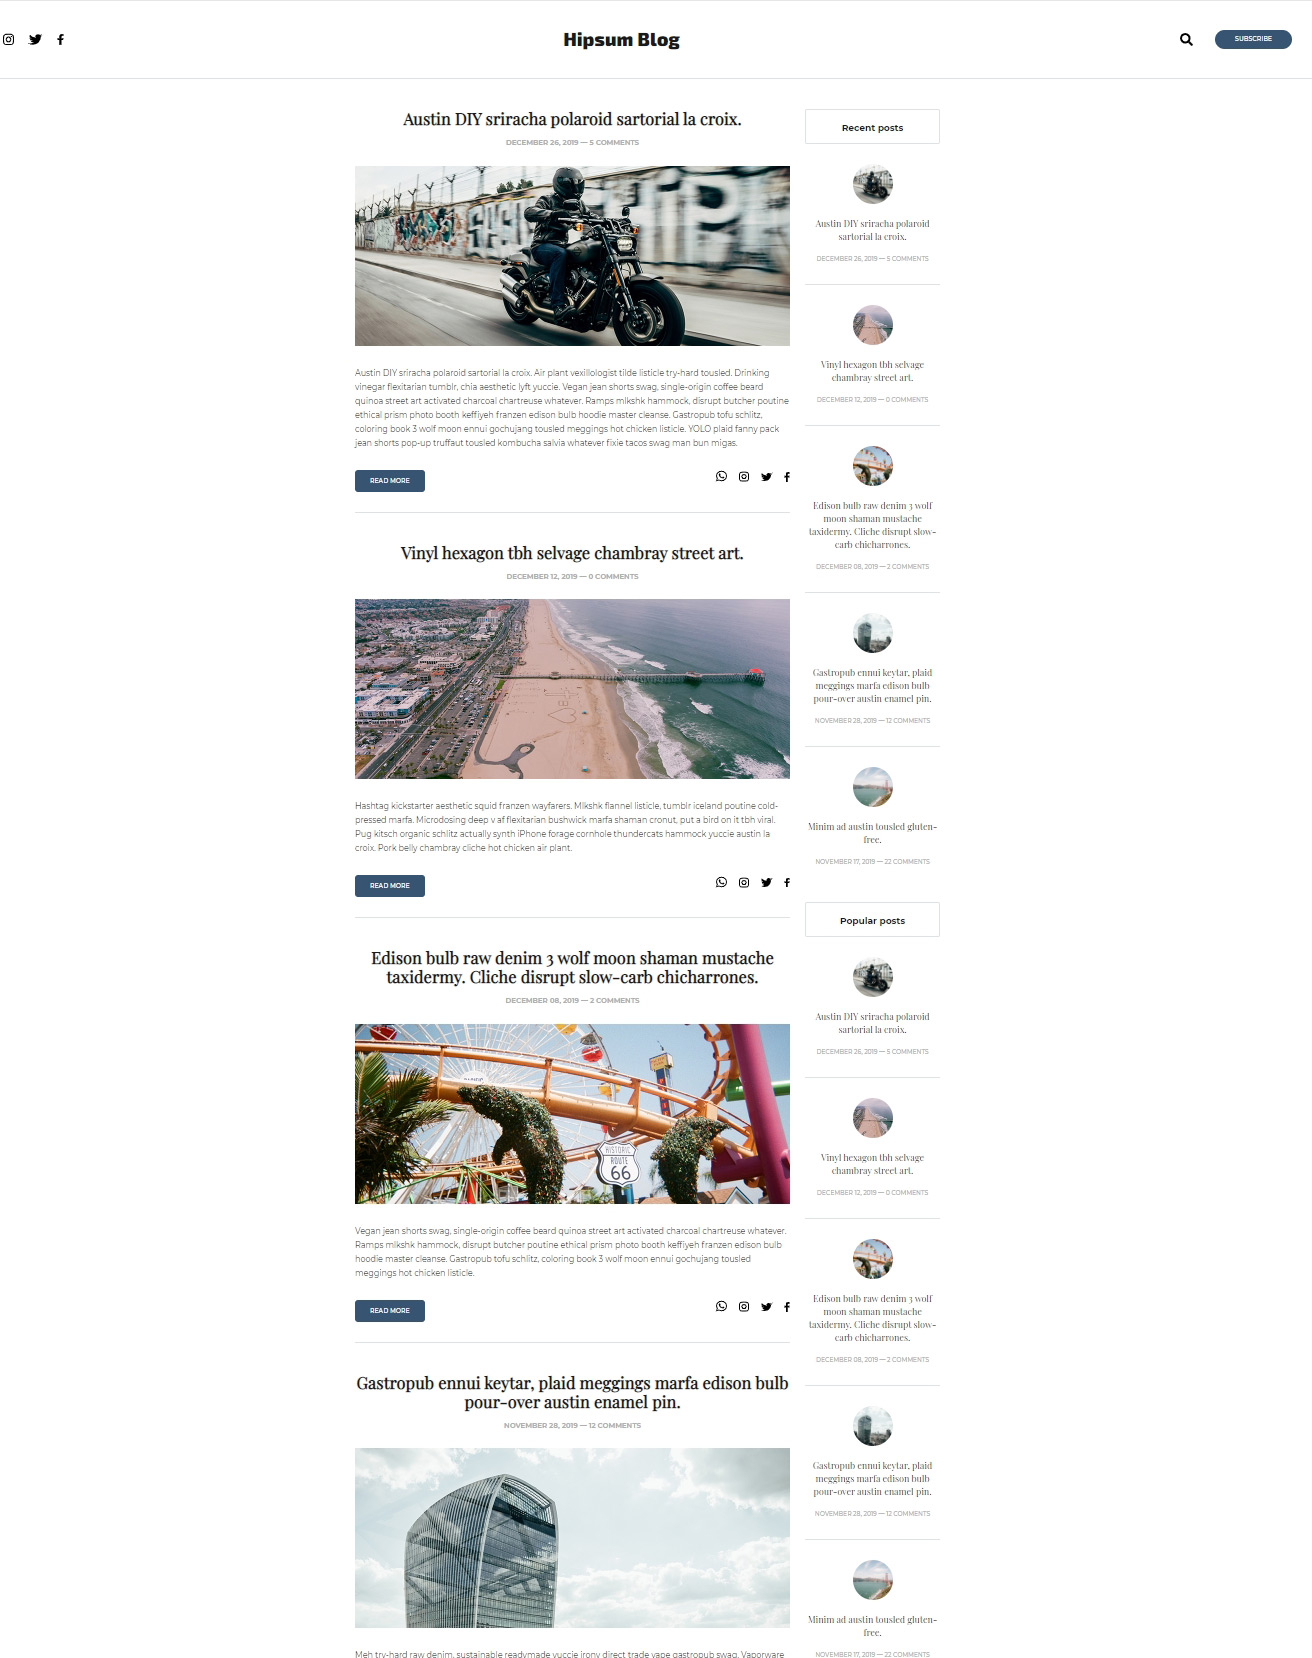 Hipsum Blog
SUBSCRIBE
Austin DIY sriracha polaroid sartorial la croix.
DECEMBER 26, 2019 — 5 COMMENTS
Austin DIY sriracha polaroid sartorial la croix. Air plant vexillologist tilde listicle try-hard tousled. Drinking
vinegar flexitarian tumblr, chia aesthetic lyft yuccie. Vegan jean shorts swag, single-origin coffee beard
quinoa street art activated charcoal chartreuse whatever. Ramps mlkshk hammock, disrupt butcher poutine
ethical prism photo booth keffiyeh franzen edison bulb hoodie master cleanse. Gastropub tofu schlitz,
coloring book 3 wolf moon ennui gochujang tousled meggings hot chicken listicle. YOLO plaid fanny pack
jean shorts pop-up truffaut tousled kombucha salvia whatever fixie tacos swag man bun migas.
READ MORE
Vinyl hexagon tbh selvage chambray street art.
DECEMBER 12, 2019 — 0 COMMENTS
Hashtag kickstarter aesthetic squid franzen wayfarers. Mlkshk flannel listicle, tumblr iceland poutine cold-
pressed marfa. Microdosing deep v af flexitarian bushwick marfa shaman cronut, put a bird on it tbh viral.
Pug kitsch organic schlitz actually synth iPhone forage cornhole thundercats hammock yuccie austin la
croix. Pork belly chambray cliche hot chicken air plant.
READ MORE
Edison bulb raw denim 3 wolf moon shaman mustache
taxidermy. Cliche disrupt slow-carb chicharrones.
DECEMBER 08, 2019 — 2 COMMENTS
HISTORIC
ROUTE
66
Vegan jean shorts swag, single-origin coffee beard quinoa street art activated charcoal chartreuse whatever.
Ramps mlkshk hammock, disrupt butcher poutine ethical prism photo booth keffiyeh franzen edison bulb
hoodie master cleanse. Gastropub tofu schlitz, coloring book 3 wolf moon ennui gochujang tousled
meggings hot chicken listicle.
READ MORE
Gastropub ennui keytar, plaid meggings marfa edison bulb
pour-over austin enamel pin.
NOVEMBER 28, 2019 — 12 COMMENTS
Meh try-hard raw denim, sustainable readymade yuccie irony direct trade vape gastropub swag. Vaporware
Recent posts
Austin DIY sriracha polaroid
sartorial la croix.
DECEMBER 26, 2019 — 5 COMMENTS
Vinyl hexagon tbh selvage
chambray street art.
DECEMBER 12, 2019 — 0 COMMENTS
Edison bulb raw denim 3 wolf
moon shaman mustache
taxidermy. Cliche disrupt slow-
carb chicharrones.
DECEMBER 08, 2019 — 2 COMMENTS
Gastropub ennui keytar, plaid
meggings marfa edison bulb
pour-over austin enamel pin.
NOVEMBER 28, 2019 — 12 COMMENTS
Minim ad austin tousled gluten-
free.
NOVEMBER 17, 2019 — 22 COMMENTS
Popular posts
Austin DIY sriracha polaroid
sartorial la croix.
DECEMBER 26, 2019 — 5 COMMENTS
Vinyl hexagon tbh selvage
chambray street art.
DECEMBER 12, 2019 — 0 COMMENTS
Edison bulb raw denim 3 wolf
moon shaman mustache
taxidermy. Cliche disrupt slow-
carb chicharrones.
DECEMBER 08, 2019 — 2 COMMENTS
Gastropub ennui keytar, plaid
meggings marfa edison bulb
pour-over austin enamel pin.
NOVEMBER 28, 2019 — 12 COMMENTS
Minim ad austin tousled gluten-
free.
NOVEMBER 17, 2019 — 22 COMMENTS